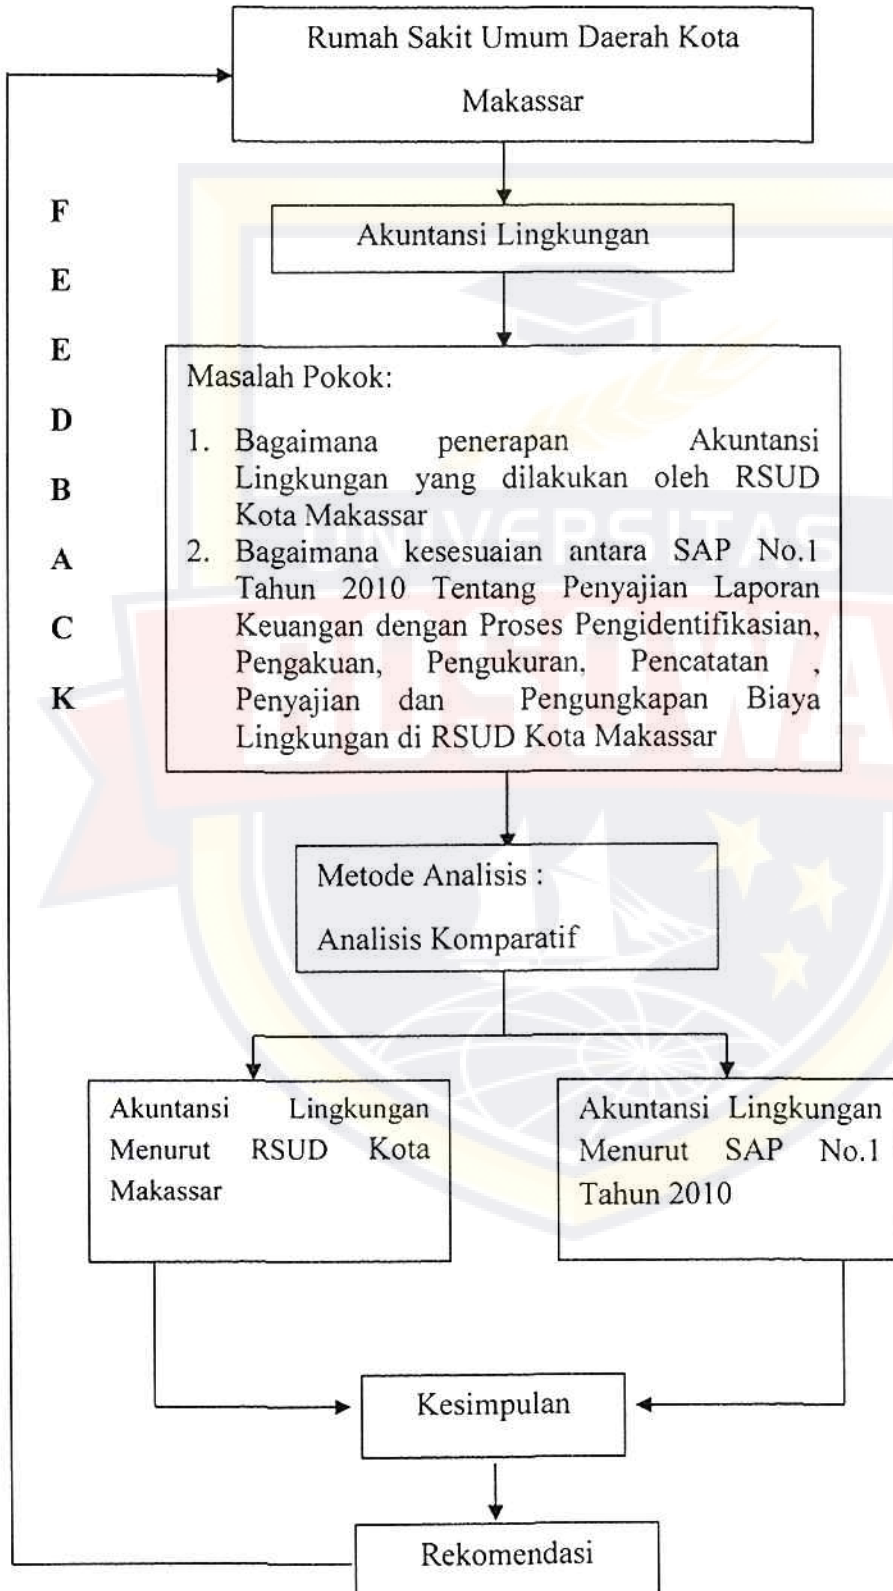 Rumah Sakit Umum Daerah Kota
Makassar
F
E
E
D
B
A
C
K
Akuntansi Lingkungan
Masalah Pokok:
1. Bagaimana penerapan Akuntansi
Lingkungan yang dilakukan oleh RSUD
Kota Makassar
2. Bagaimana kesesuaian antara SAP No.1
Tahun 2010 Tentang Penyajian Laporan
Keuangan dengan Proses Pengidentifikasian,
Pengakuan, Pengukuran, Pencatatan ,
Penyajian dan Pengungkapan Biaya
Lingkungan di RSUD Kota Makassar
UNIVERSITAS
BOSOWA
Metode Analisis :
Analisis Komparatif
Akuntansi Lingkungan
Menurut RSUD Kota
Makassar
Akuntansi Lingkungan
Menurut SAP No.1
Tahun 2010
Kesimpulan
Rekomendasi